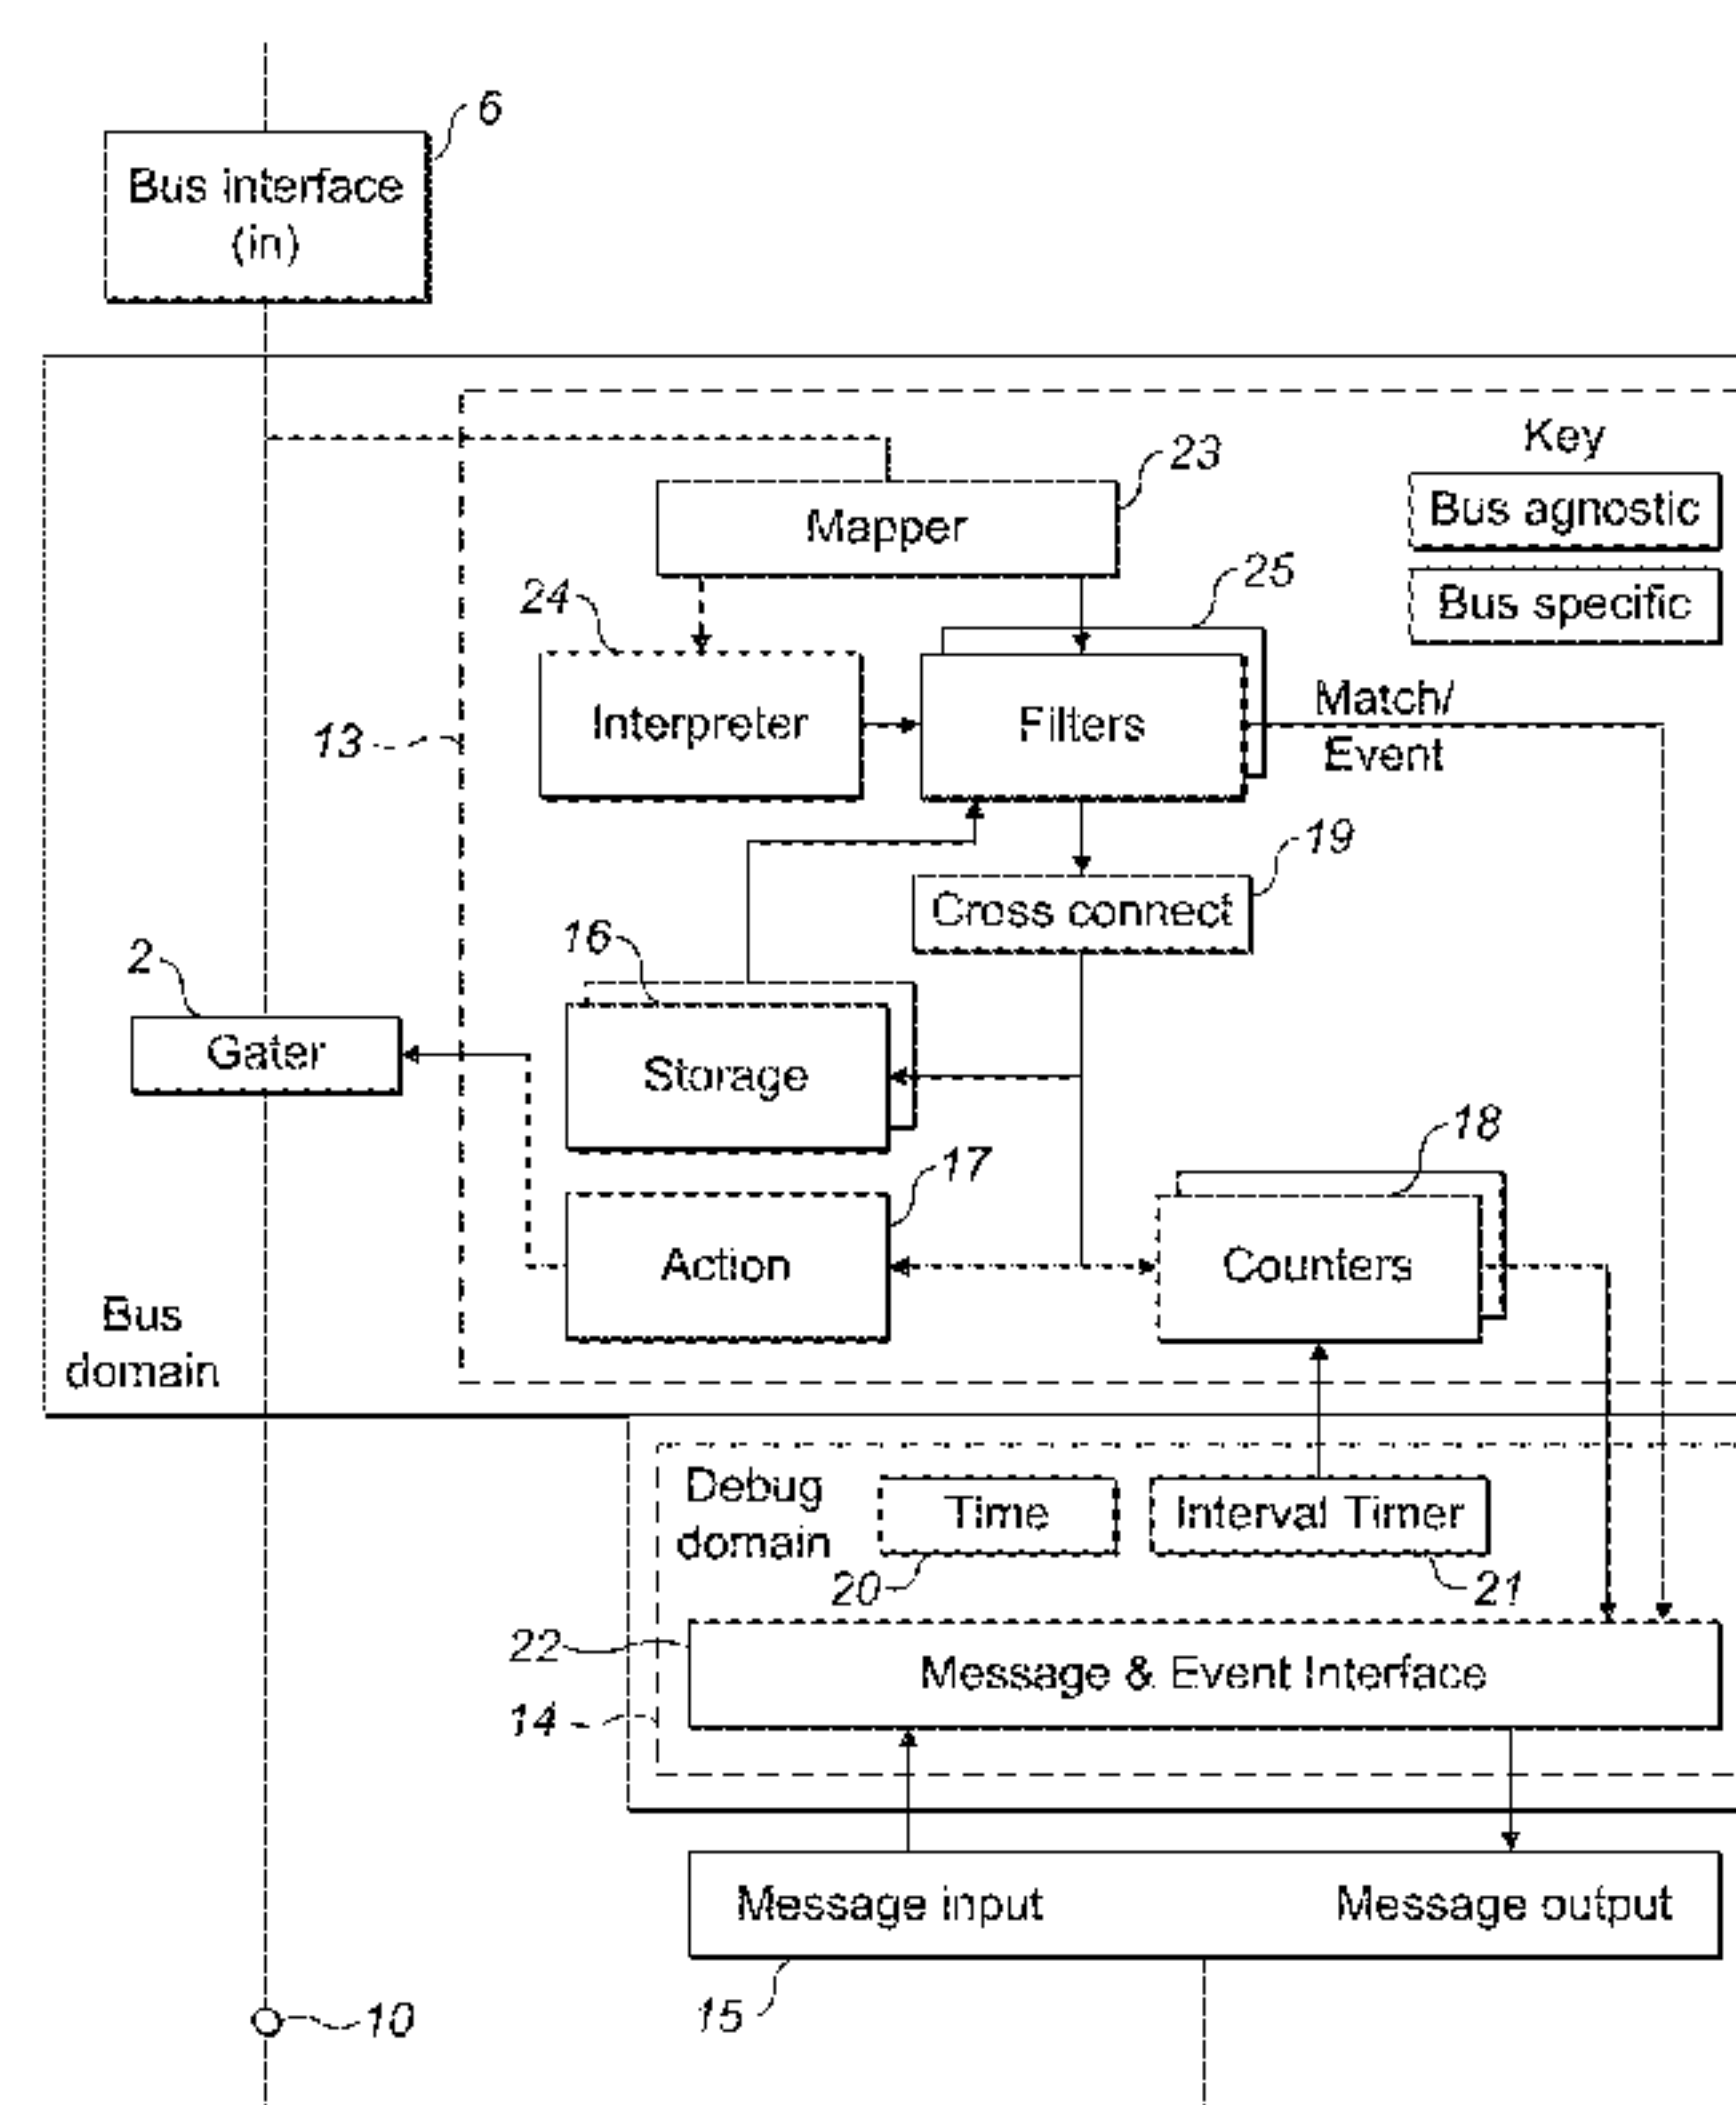 6
Bus interface
(in)
Key
23
Mapper
Bus agnostic
25
24
Bus specific
Match/
13
Interpreter
Filters
Event
19
Cross connect
16
2
Gater
Storage
18
17
Action
Counters
Bus
domain
Debug
domain
Time
Interval Timer
20
21
22
Message & Event Interface
14
Message input
Message output
15
10